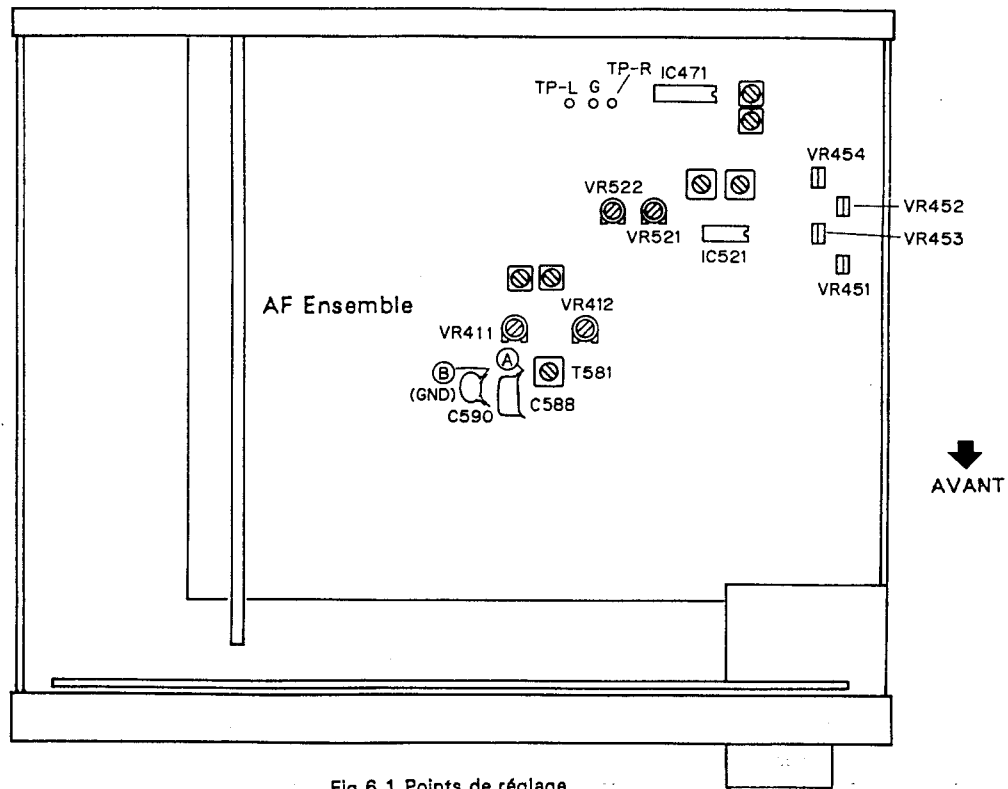 TP-R
IC471
TP-L G
VR454
VR522
VR452
VR521
VR453
IC521
VR451
AF Ensemble
VR412
VR411
A
B
T581
(GND)
C590
C588
AVANT
Fig 6.1 Points de réglage